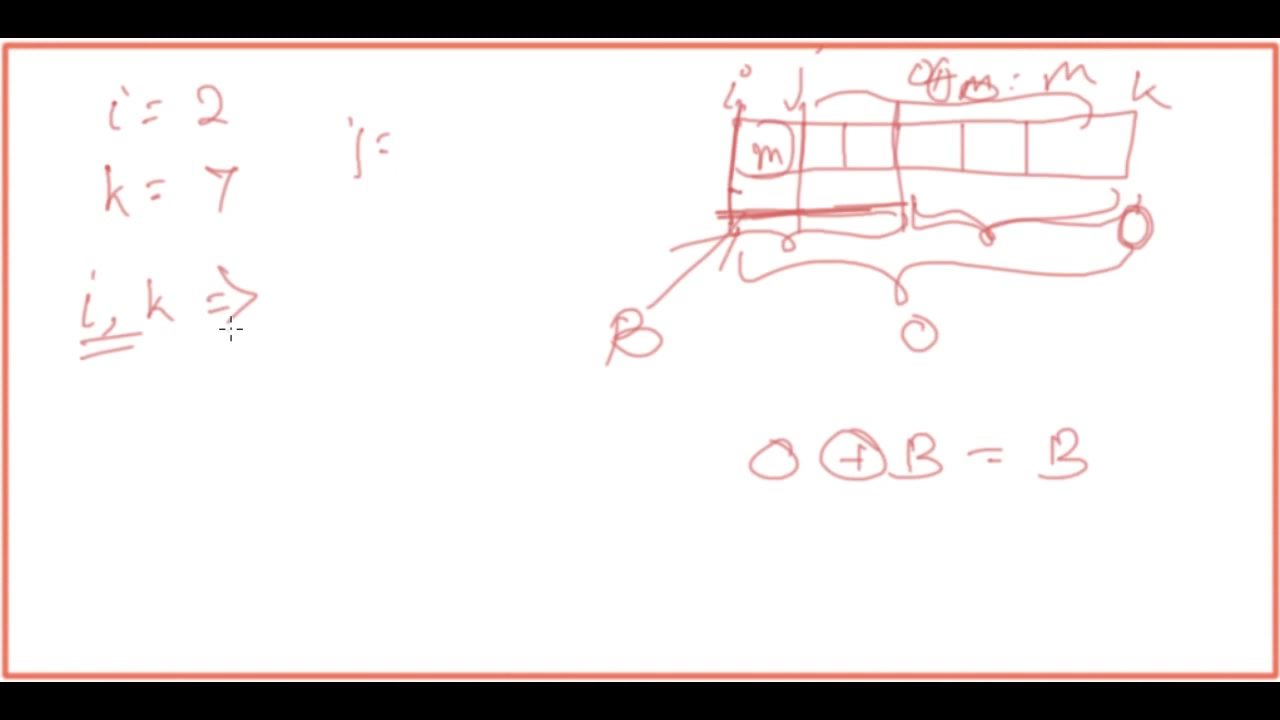 i = 2
k = 7
j =
i, k =>
i j k
m
0
B
0
0 ⊕ B = B